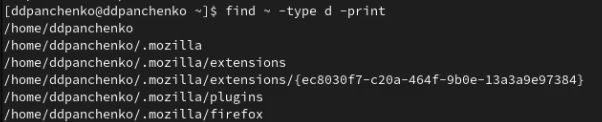 [ddpanchenko@ddpanchenko ~]$ find ~ -type d -print
/home/ddpanchenko
/home/ddpanchenko/.mozilla
/home/ddpanchenko/.mozilla/extensions
/home/ddpanchenko/.mozilla/extensions/{ec8030f7-c20a-464f-9b0e-13a3a9e97384}
/home/ddpanchenko/.mozilla/plugins
/home/ddpanchenko/.mozilla/firefox